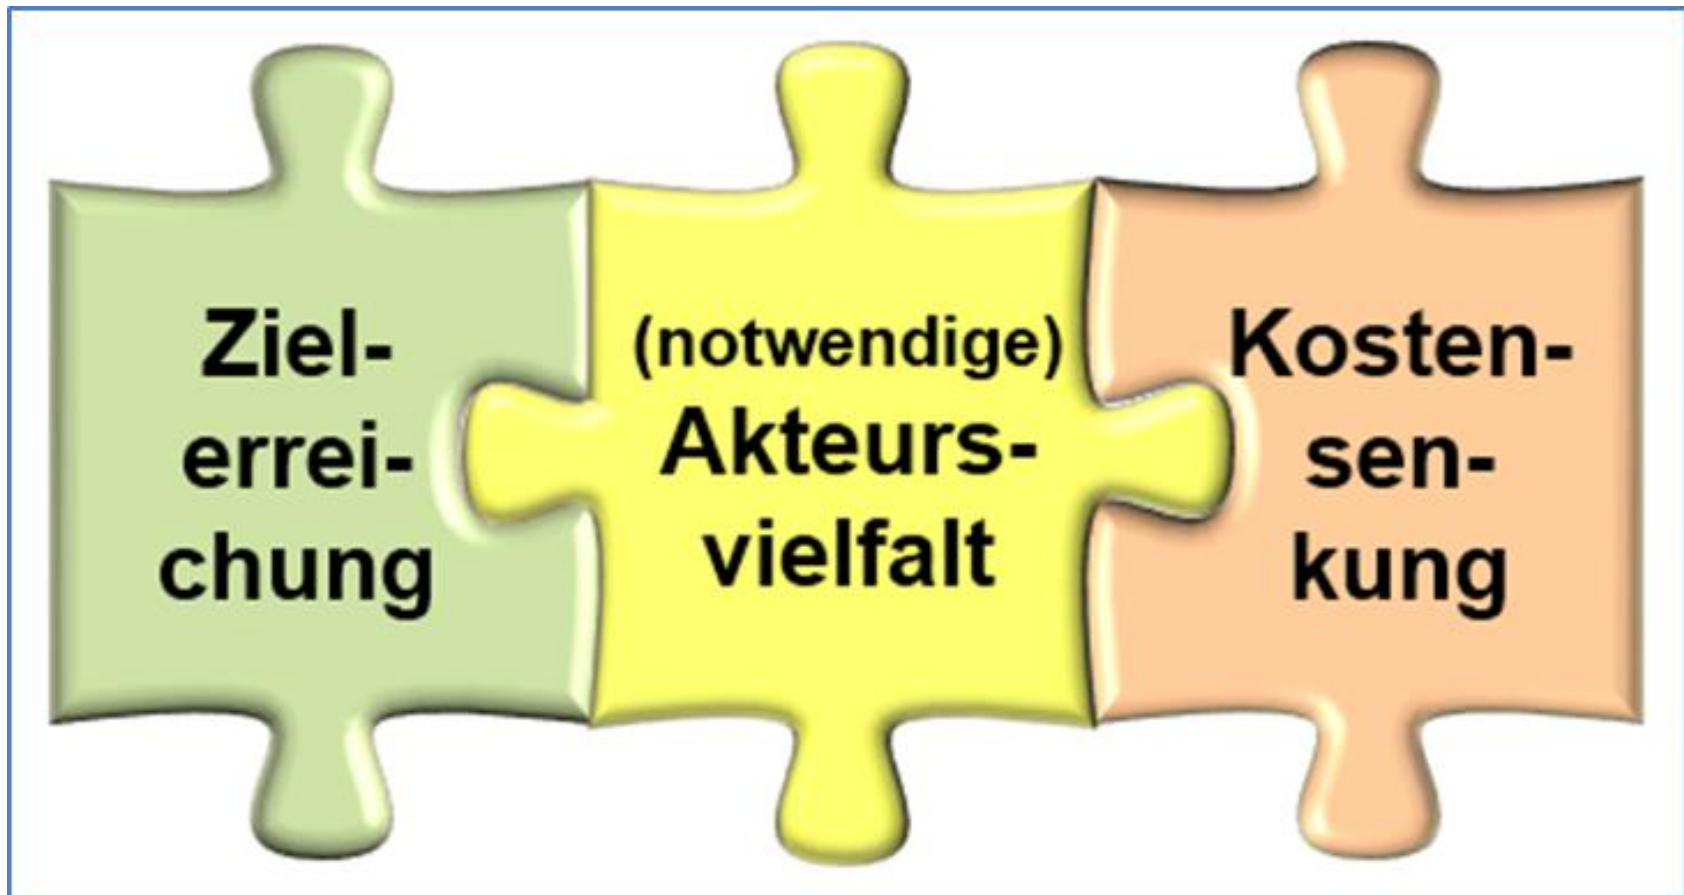 Ziel-
errei-
chung
(notwendige)
Akteurs-
vielfalt
Kosten-
sen-
kung